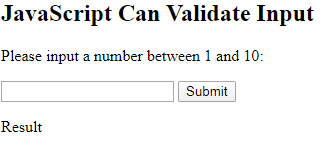 JavaScript Can Validate Input
Please input a number between 1 and 10:
Submit
Result